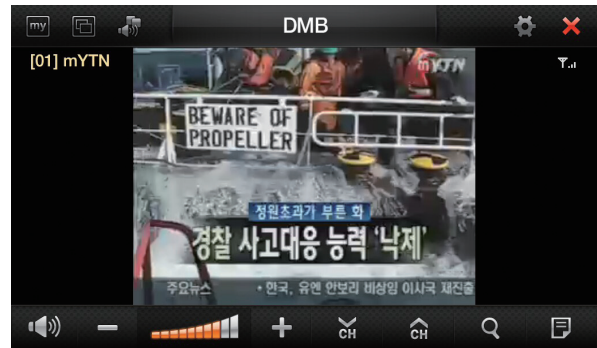 my
DMB
[01] mYTN
mYTN
BEWARE OF
PROPELLER
정원초과가 부른 화
경찰 사고대응 능력 '낙제'
주요뉴스 • 한국, 유엔 안보리 비상임 이사국 재진출
CH
CH